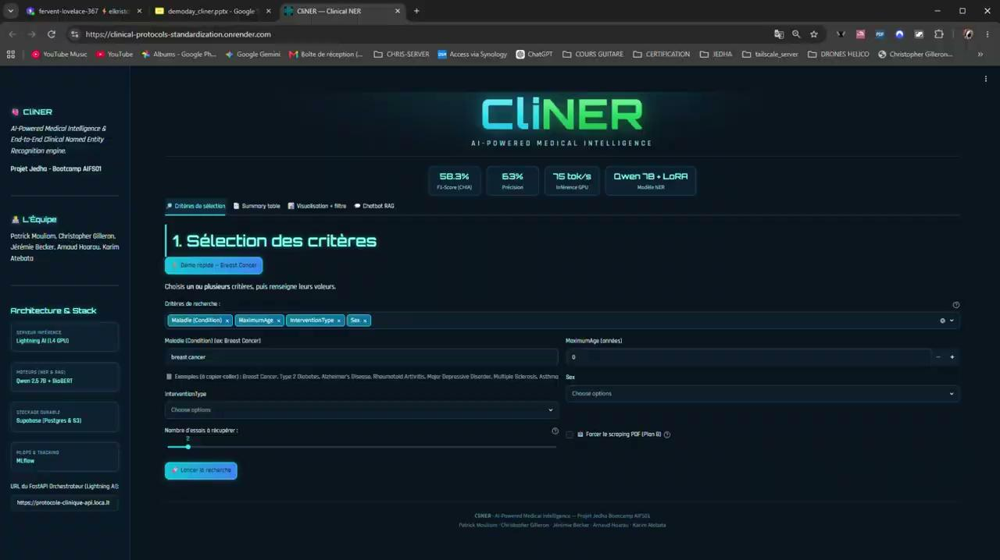 fervent-lovelace-367 ⚡ elkrist
demoday_cliner.pptx - Google S
CliNER — Clinical NER
https://clinical-protocols-standardization.onrender.com
YouTube Music
YouTube
Albums - Google Ph...
Google Gemini
Boîte de réception (...
CHRIS-SERVER
Access via Synology
ChatGPT
COURS GUITARE
CERTIFICATION
JEDHA
tailscale_server
DRONES HELICO
Christopher Gilleron...
CliNER
AI-Powered Medical Intelligence &
End-to-End Clinical Named Entity
Recognition engine.
Projet Jedha - Bootcamp AIFS01
L'Équipe
Patrick Mouliom, Christopher Gilleron,
Jérémie Becker, Arnaud Hoarau, Karim
Atebata
Architecture & Stack
SERVEUR INFÉRENCE
Lightning AI (L4 GPU)
MOTEURS (NER & RAG)
Qwen 2.5 7B + BioBERT
STOCKAGE DURABLE
Supabase (Postgres & S3)
MLOPS & TRACKING
MLflow
URL du FastAPI Orchestrator (Lightning AI):
https://protocole-clinique-api.loca.lt
CliNER
AI-POWERED MEDICAL INTELLIGENCE
58.3%
F1-Score (CHIA)
63%
Précision
75 tok/s
Inférence GPU
Qwen 7B + LoRA
Modèle NER
Critères de sélection
Summary table
Visualisation + filtre
Chatbot RAG
1. Sélection des critères
Démo rapide — Breast Cancer
Choisis un ou plusieurs critères, puis renseigne leurs valeurs.
Critères de recherche :
Maladie (Condition) ×
MaximumAge ×
InterventionType ×
Sex ×
Maladie (Condition) (ex: Breast Cancer)
MaximumAge (années)
breast cancer
0
Exemples (à copier-coller) : Breast Cancer, Type 2 Diabetes, Alzheimer's Disease, Rheumatoid Arthritis, Major Depressive Disorder, Multiple Sclerosis, Asthma
Sex
Choose options
InterventionType
Choose options
Nombre d'essais à récupérer :
2
Forcer le scraping PDF (Plan B)
Lancer la recherche
CliNER · AI-Powered Medical Intelligence — Projet Jedha Bootcamp AIFS01
Patrick Mouliom · Christopher Gilleron · Jérémie Becker · Arnaud Hoarau · Karim Atebata